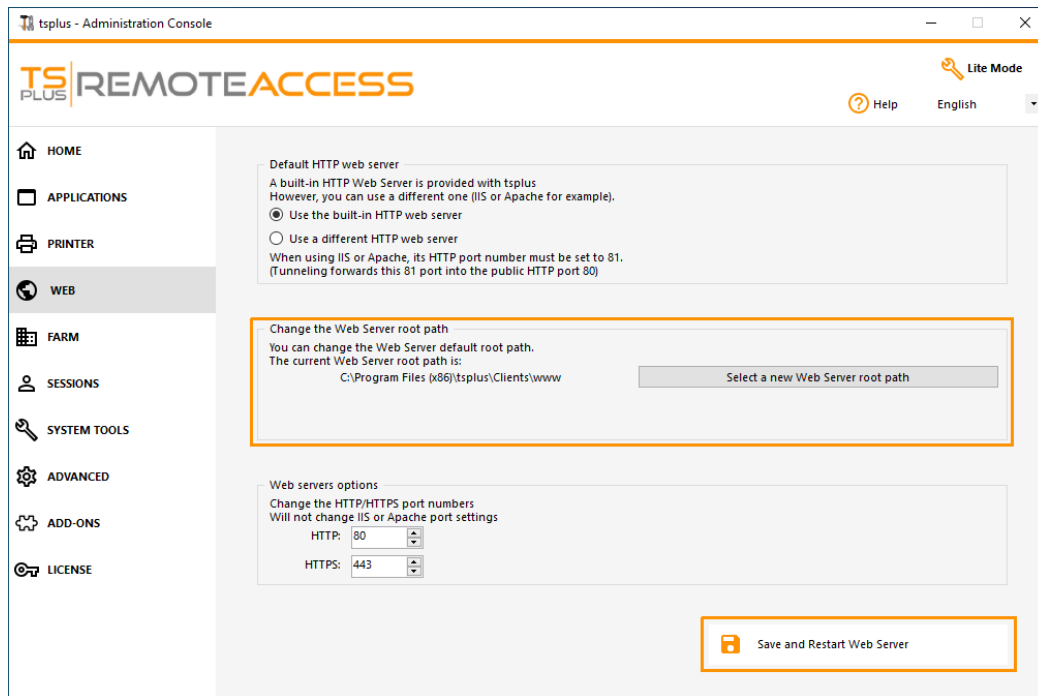 tsplus - Administration Console
TS PLUS REMOTEACCESS
Lite Mode
Help
English
HOME
APPLICATIONS
PRINTER
WEB
FARM
SESSIONS
SYSTEM TOOLS
ADVANCED
ADD-ONS
LICENSE
Default HTTP web server
A built-in HTTP Web Server is provided with tsplus
However, you can use a different one (IIS or Apache for example).
Use the built-in HTTP web server
Use a different HTTP web server
When using IIS or Apache, its HTTP port number must be set to 81.
(Tunneling forwards this 81 port into the public HTTP port 80)
Change the Web Server root path
You can change the Web Server default root path.
The current Web Server root path is:
C:\Program Files (x86)\tsplus\Clients\www
Select a new Web Server root path
Web servers options
Change the HTTP/HTTPS port numbers
Will not change IIS or Apache port settings
HTTP: 80
HTTPS: 443
Save and Restart Web Server